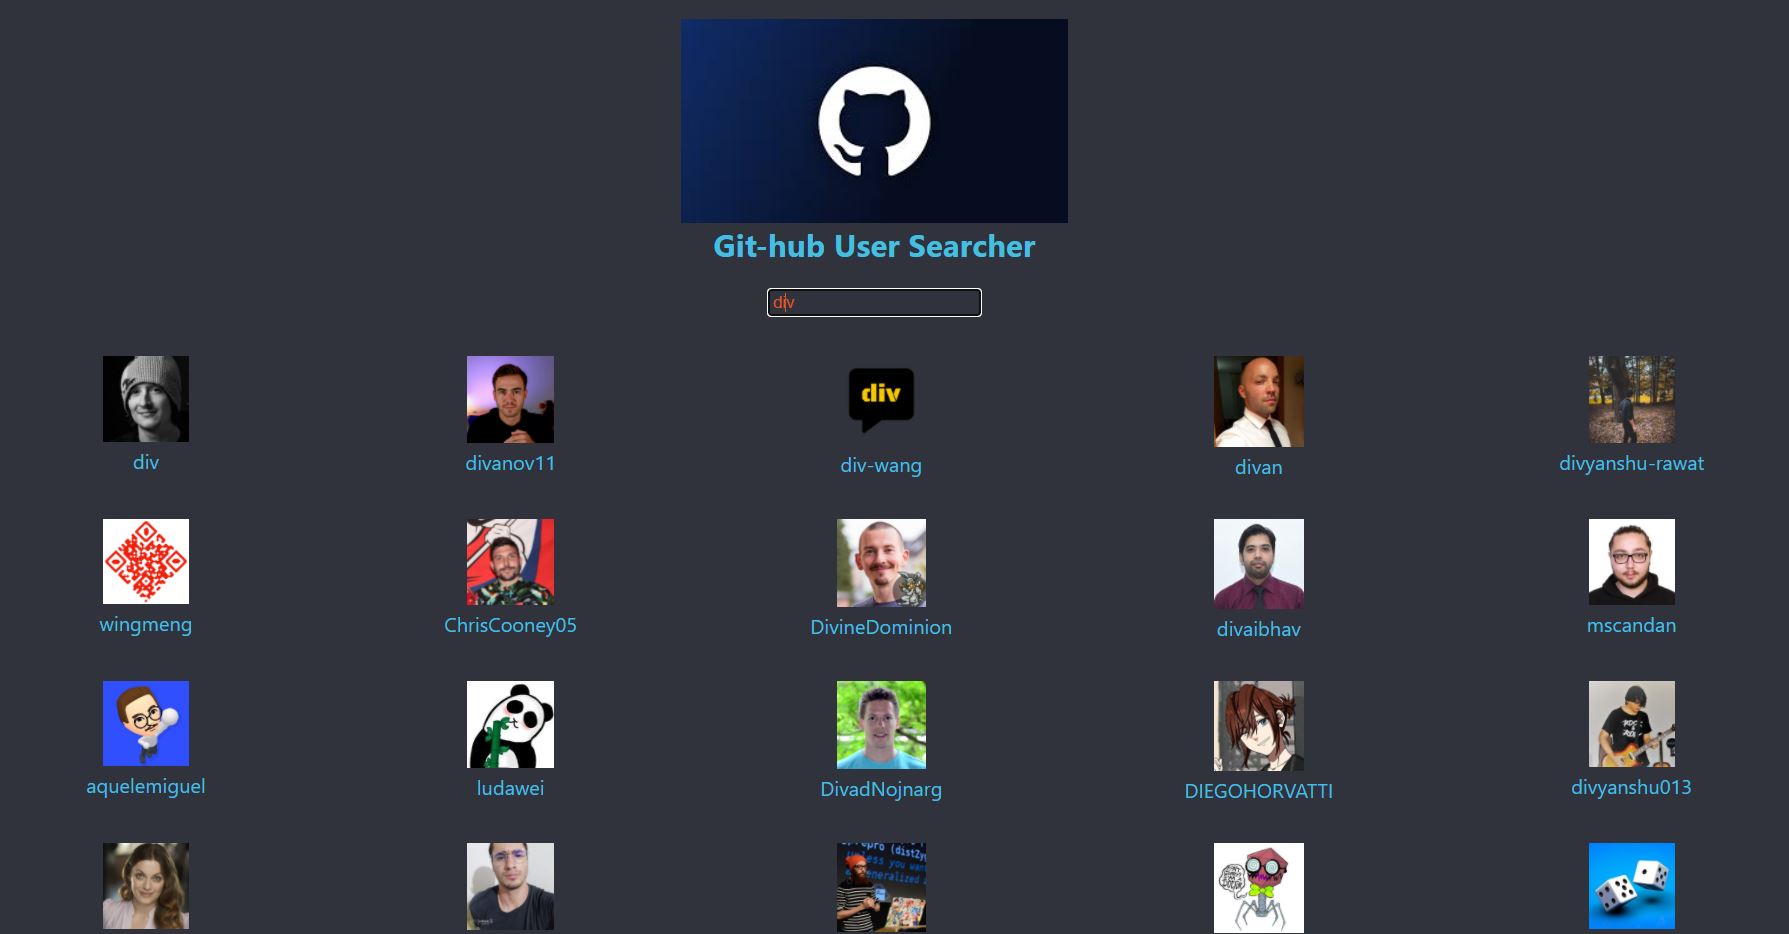 Git-hub User Searcher
div
div
div
divanov11
div-wang
divan
divyanshu-rawat
wingmeng
ChrisCooney05
DivineDominion
divaibhav
mscandan
aquelemiguel
ludawei
DivadNojnarg
DIEGOHORVATTI
divyanshu013